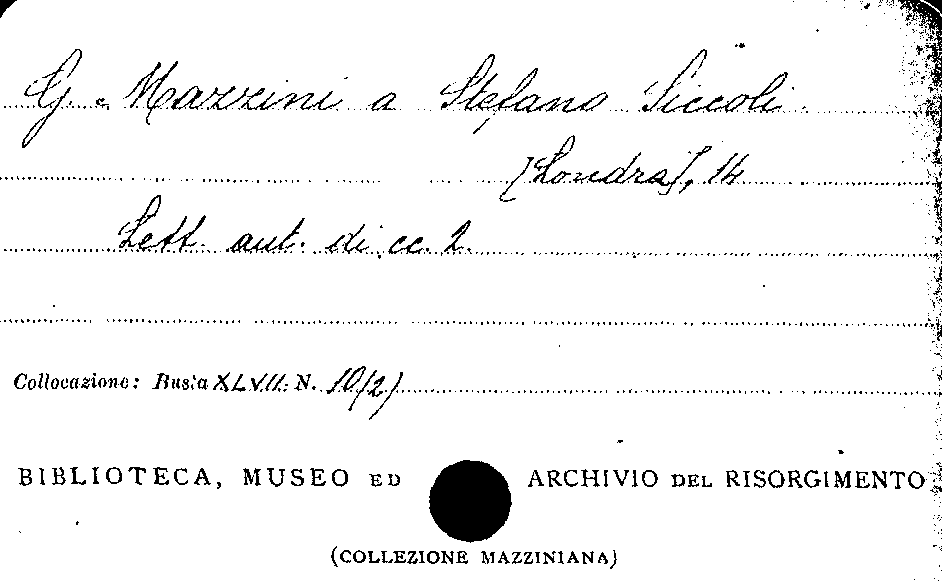 G. Mazzini a Stefano Siccoli.
[Londra], 14
Lett. aut. di cc. 2.
Collocazione: Busta XLVII. N. 10(2)
BIBLIOTECA, MUSEO ED ARCHIVIO DEL RISORGIMENTO
(COLLEZIONE MAZZINIANA)